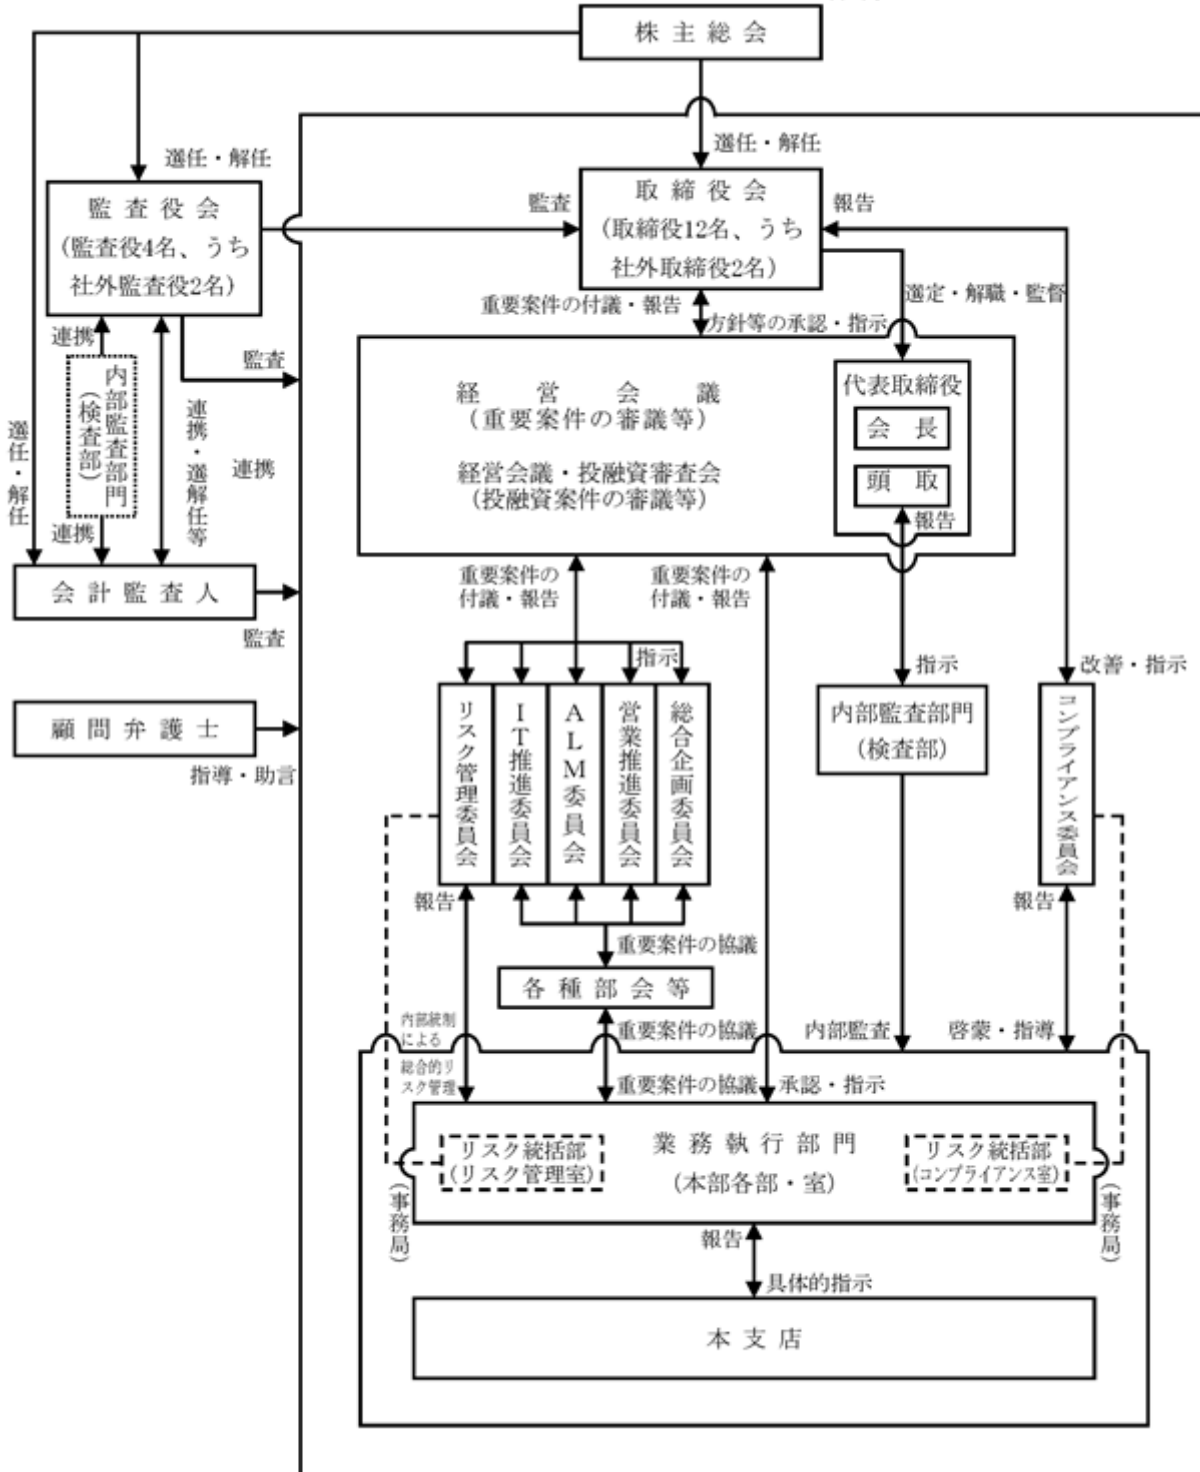 株主総会
選任・解任
選任・解任
監査役会
(監査役4名、うち
社外監査役2名)
監査
取締役会
(取締役12名、うち
社外取締役2名)
報告
重要案件の付議・報告
方針等の承認・指示
選定・解職・監督
連携
監査
内部監査部門
(検査部)
連携・選解任等
連携
選任・解任
連携
経営会議
(重要案件の審議等)
経営会議・投融資審査会
(投融資案件の審議等)
代表取締役
会長
頭取
報告
会計監査人
監査
重要案件の
付議・報告
重要案件の
付議・報告
指示
指示
改善・指示
顧問弁護士
指導・助言
リスク管理委員会
IT推進委員会
ALM委員会
営業推進委員会
総合企画委員会
内部監査部門
(検査部)
コンプライアンス委員会
報告
報告
重要案件の協議
各種部会等
内部統制
による
総合的リ
スク管理
重要案件の協議
内部監査
啓蒙・指導
重要案件の協議
承認・指示
業務執行部門
(本部各部・室)
リスク統括部
(リスク管理室)
リスク統括部
(コンプライアンス室)
(事務局)
(事務局)
報告
具体的指示
本支店